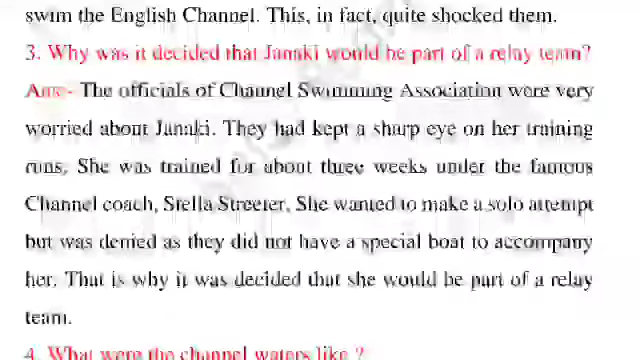 swim the English Channel. This, in fact, quite shocked them.
3. Why was it decided that Janaki would be part of a relay team?
Ans:- The officials of Channel Swimming Association were very
worried about Janaki. They had kept a sharp eye on her training
runs. She was trained for about three weeks under the famous
Channel coach, Stella Streeter. She wanted to make a solo attempt
but was denied as they did not have a special boat to accompany
her. That is why it was decided that she would be part of a relay
team.
4. What were the channel waters like ?